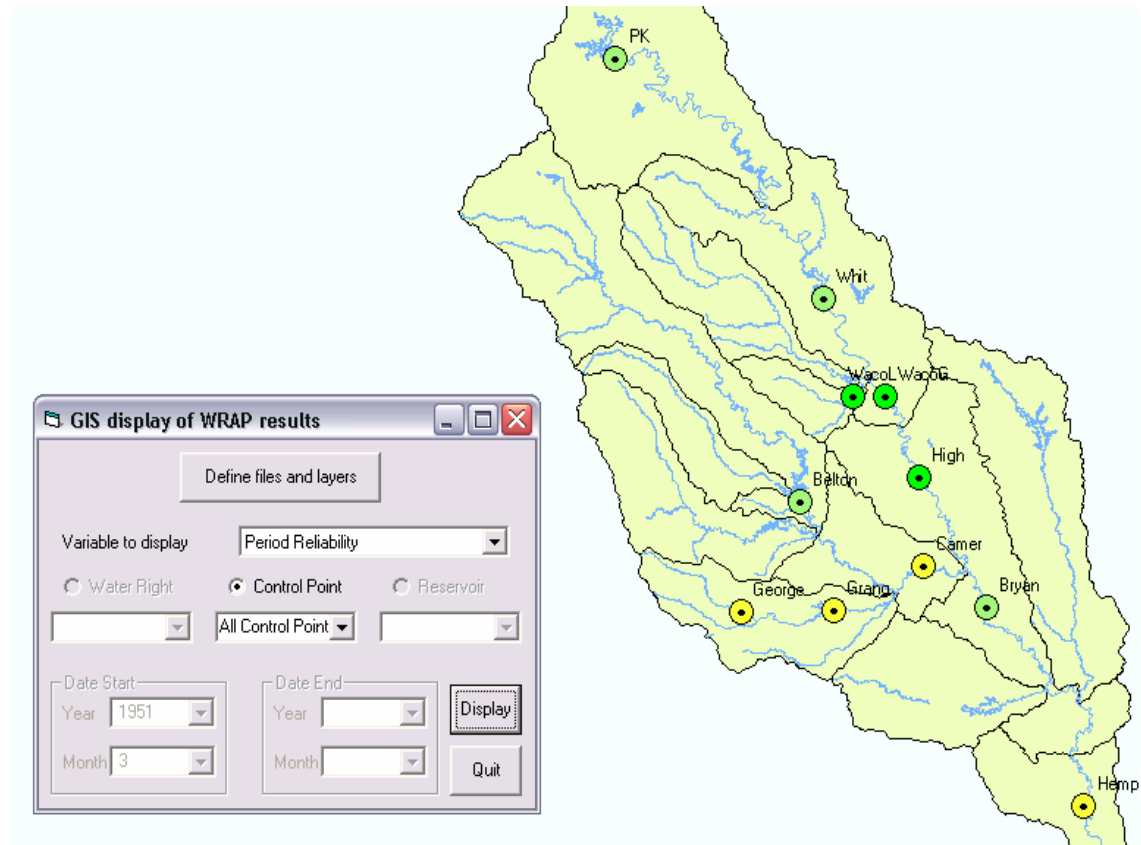 PK
Whit
WacoL WacoG
High
Belton
Camer
George
Grang
Bryan
Hemp
GIS display of WRAP results
Define files and layers
Variable to display Period Reliability
Water Right Control Point Reservoir
All Control Point
Date Start Date End
Year 1951 Year
Display
Month 3 Month
Quit